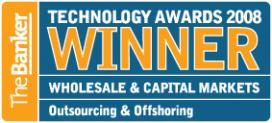 The Banker
TECHNOLOGY AWARDS 2008
WINNER
WHOLESALE & CAPITAL MARKETS
Outsourcing & Offshoring